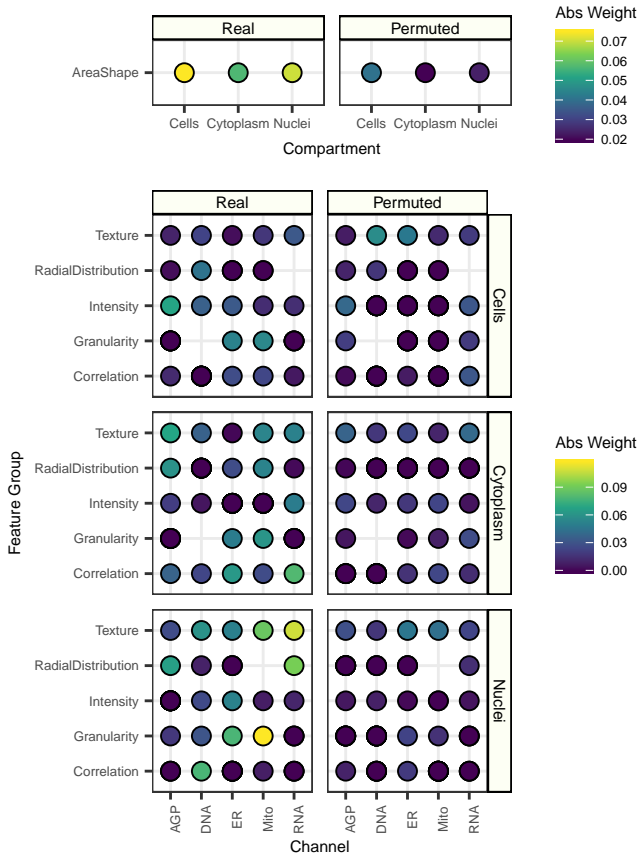 Real Permuted
AreaShape
Cells Cytoplasm Nuclei Cells Cytoplasm Nuclei
Compartment
Abs Weight
0.07
0.06
0.05
0.04
0.03
0.02
Real Permuted
Feature Group
Texture
RadialDistribution
Intensity
Granularity
Correlation
Cells
Texture
RadialDistribution
Intensity
Granularity
Correlation
Cytoplasm
Texture
RadialDistribution
Intensity
Granularity
Correlation
Nuclei
AGP DNA ER Mito RNA AGP DNA ER Mito RNA
Channel
Abs Weight
0.09
0.06
0.03
0.00